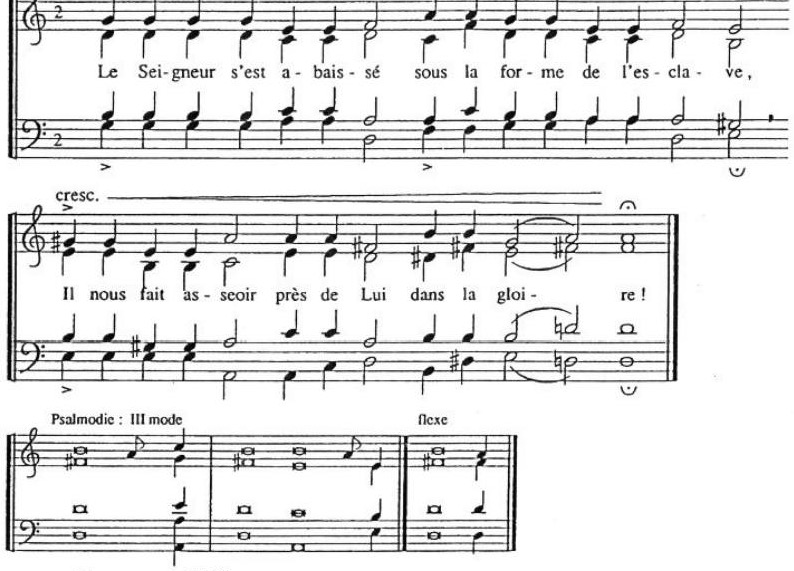 Le Sei-gneur s'est a-bais-sé sous la for-me de l'es-cla-ve,
cresc.
Il nous fait as-seoir près de Lui dans la gloi-re !
Psalmodie : III mode flexe